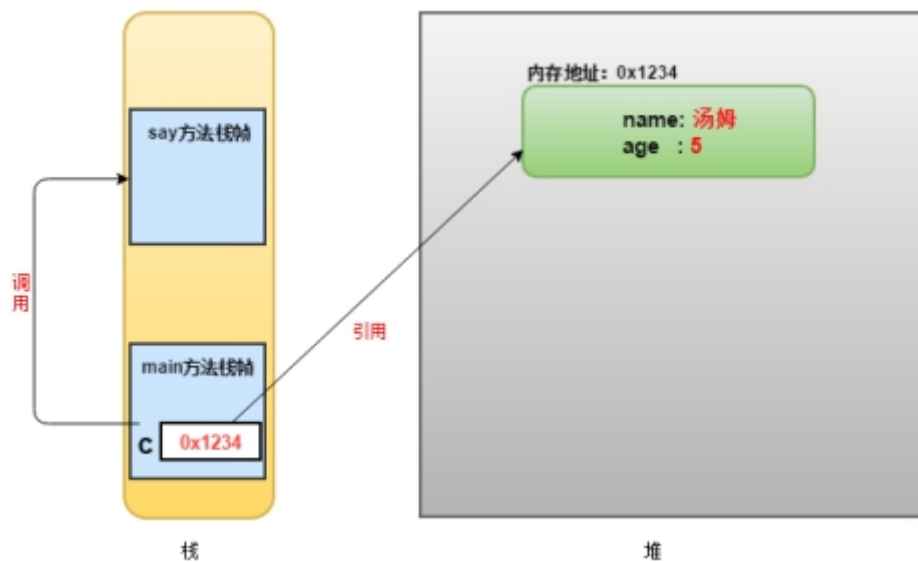 say方法栈帧
调用
main方法栈帧
C
0x1234
引用
内存地址：0x1234
name: 汤姆
age : 5
栈
堆